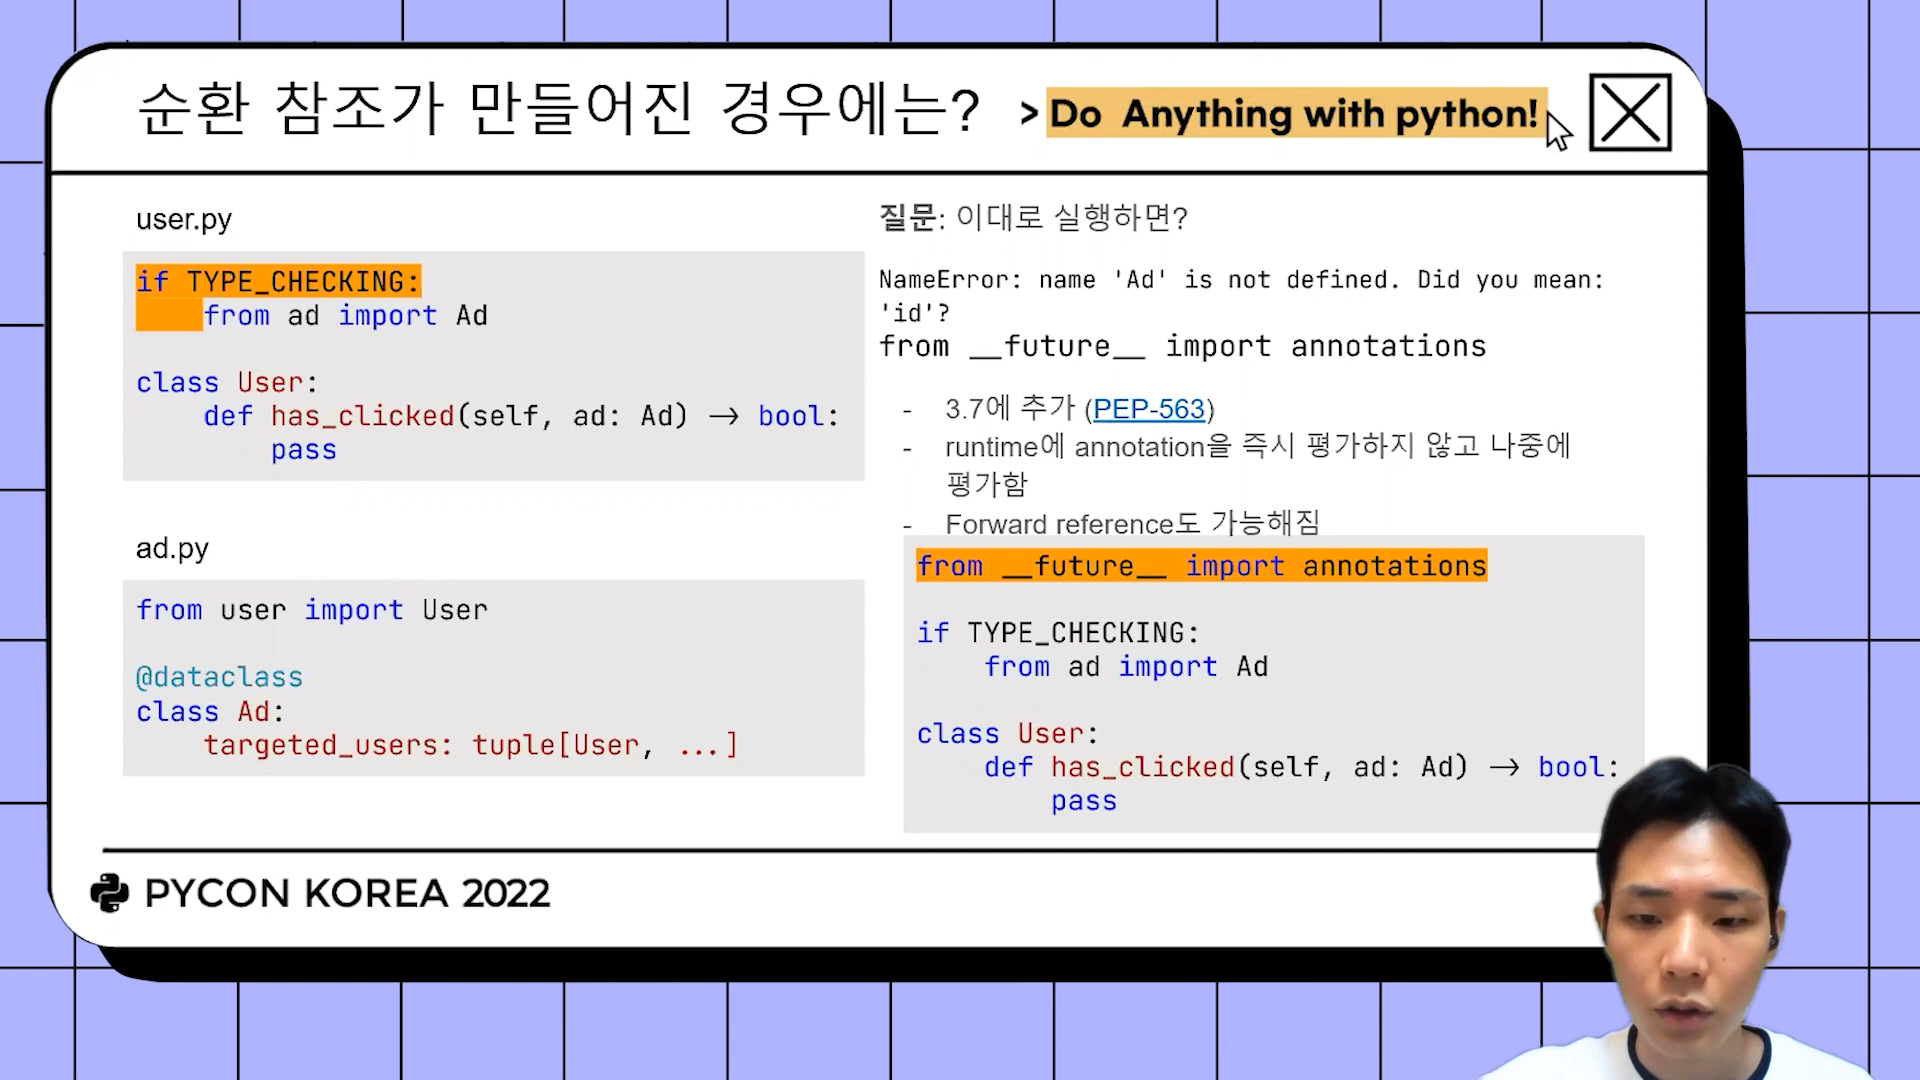 순환 참조가 만들어진 경우에는?
> Do Anything with python!
user.py
if TYPE_CHECKING:
    from ad import Ad
class User:
    def has_clicked(self, ad: Ad) → bool:
        pass
ad.py
from user import User
@dataclass
class Ad:
    targeted_users: tuple[User, ...]
질문: 이대로 실행하면?
NameError: name 'Ad' is not defined. Did you mean:
'id'?
from __future__ import annotations
- 3.7에 추가 (PEP-563)
- runtime에 annotation을 즉시 평가하지 않고 나중에
평가함
- Forward reference도 가능해짐
from __future__ import annotations
if TYPE_CHECKING:
    from ad import Ad
class User:
    def has_clicked(self, ad: Ad) → bool:
        pass
PYCON KOREA 2022